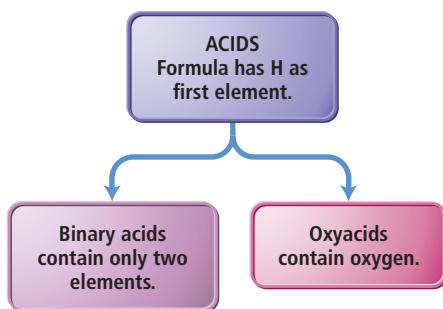 ACIDS
Formula has H as
first element.
Binary acids
contain only two
elements.
Oxyacids
contain oxygen.